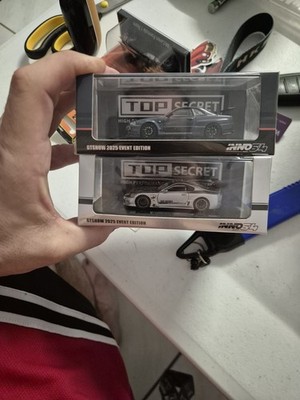 TOP SECRET
GTSHOW 2025 EVENT EDITION
INNO64
TOP SECRET
GTSHOW 2025 EVENT EDITION
INNO64